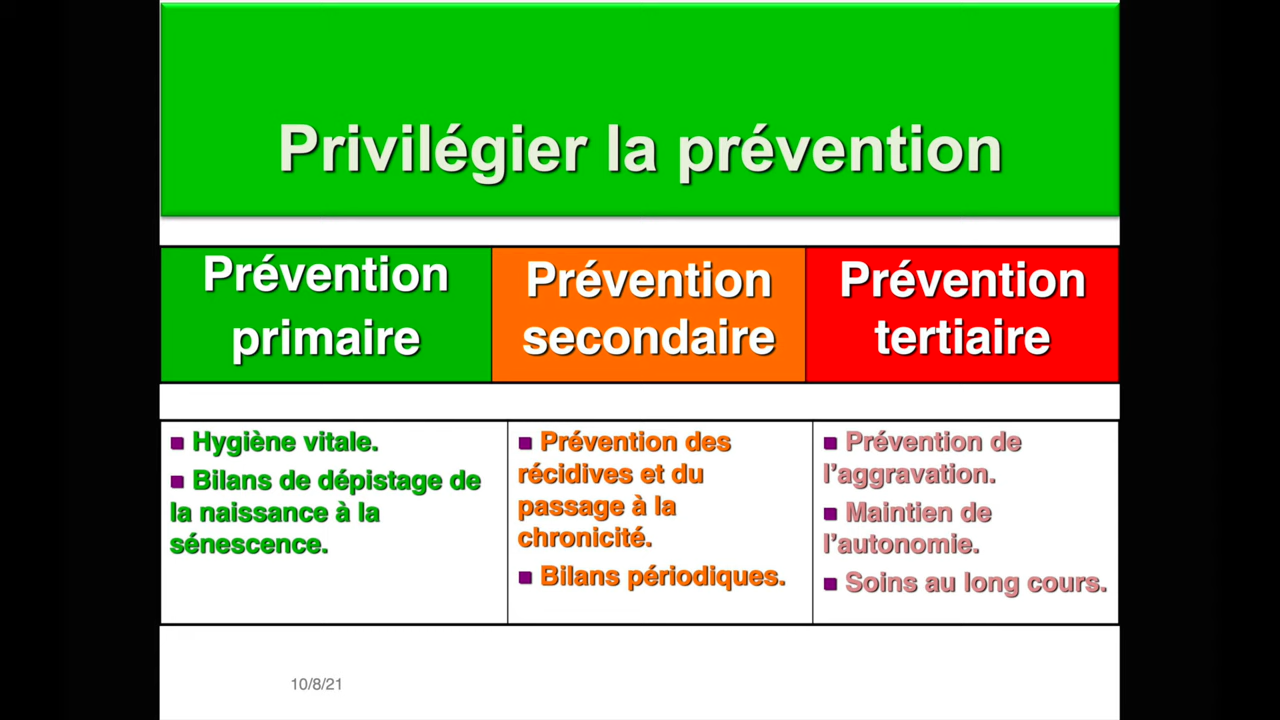 Privilégier la prévention
Prévention
primaire
Prévention
secondaire
Prévention
tertiaire
■ Hygiène vitale.
■ Bilans de dépistage de
la naissance à la
sénescence.
■ Prévention des
récidives et du
passage à la
chronicité.
■ Bilans périodiques.
■ Prévention de
l’aggravation.
■ Maintien de
l’autonomie.
■ Soins au long cours.
10/8/21